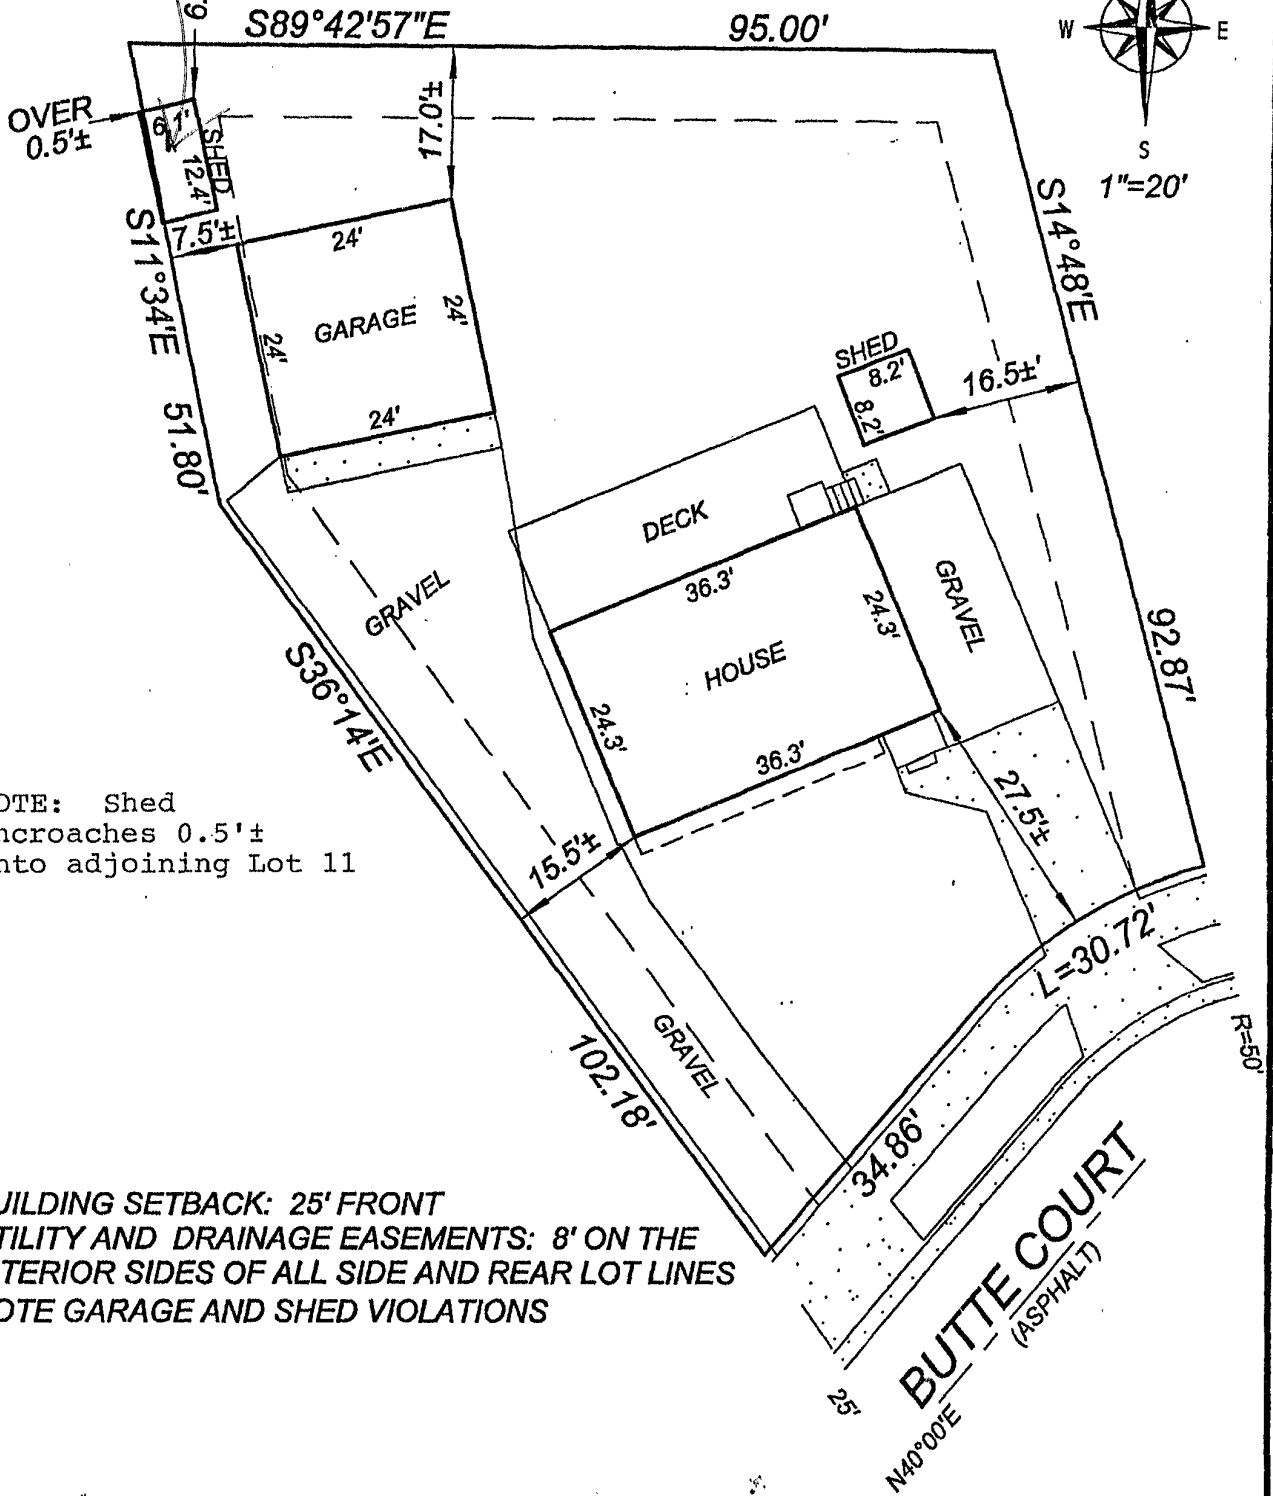 S89°42'57"E
95.00'
W
E
S
1"=20'
OVER
0.5'±
6.1'
SHED
12.4'
17.0'±
7.5'±
S11°34'E
51.80'
24'
24'
GARAGE
24'
24'
S14°48'E
92.87'
SHED
8.2'
8.2'
16.5±'
DECK
GRAVEL
36.3'
24.3'
HOUSE
GRAVEL
24.3'
36.3'
S36°14'E
102.18'
15.5'±
27.5'±
OTE: Shed
ncroaches 0.5'±
nto adjoining Lot 11
GRAVEL
L=30.72'
R=50'
34.86'
UILDING SETBACK: 25' FRONT
TILITY AND DRAINAGE EASEMENTS: 8' ON THE
TERIOR SIDES OF ALL SIDE AND REAR LOT LINES
OTE GARAGE AND SHED VIOLATIONS
BUTTE COURT
(ASPHALT)
25'
N40°00'E